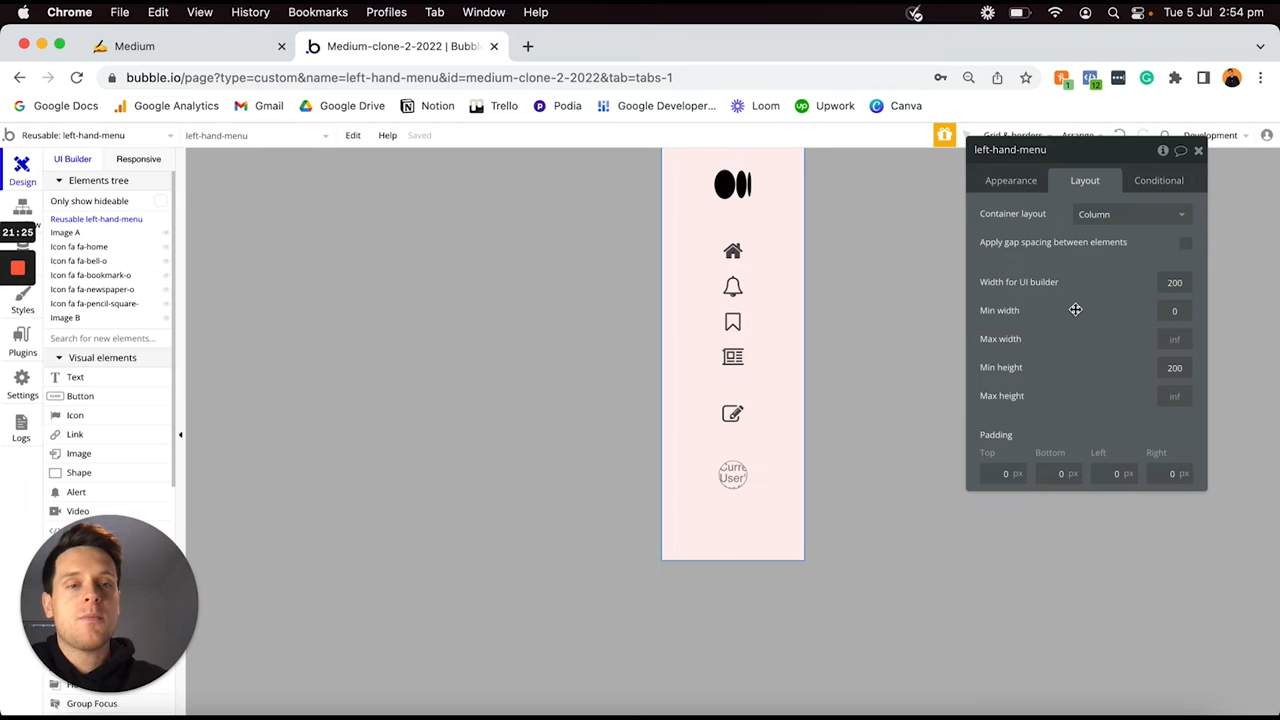 Chrome File Edit View History Bookmarks Profiles Tab Window Help Tue 5 Jul 2:54 pm
Medium
Medium-clone-2-2022 | Bubbl
bubble.io/page?type=custom&name=left-hand-menu&id=medium-clone-2-2022&tab=tabs-1
Google Docs Google Analytics Gmail Google Drive Notion Trello Podia Google Developer... Loom Upwork Canva
Reusable: left-hand-menu left-hand-menu Edit Help Saved Grid & borders Arrange Development
left-hand-menu
Design
UI Builder Responsive
Elements tree
Only show hideable
Reusable left-hand-menu
Image A
Icon fa fa-home
Icon fa fa-bell-o
Icon fa fa-bookmark-o
Icon fa fa-newspaper-o
Icon fa fa-pencil-square-
Image B
Search for new elements...
Visual elements
Text
Button
Icon
Link
Image
Shape
Alert
Video
Group Focus
21:25
Styles
Plugins
Settings
Logs
Curre
User'
Appearance Layout Conditional
Container layout Column
Apply gap spacing between elements
Width for UI builder 200
Min width 0
Max width inf
Min height 200
Max height inf
Padding
Top Bottom Left Right
0 px 0 px 0 px 0 px